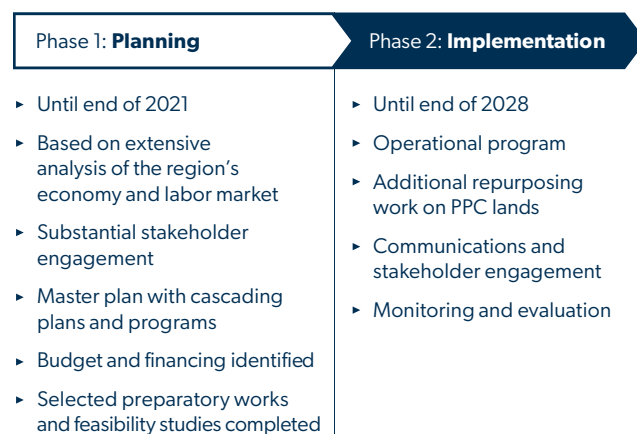 Phase 1: Planning
▸ Until end of 2021
▸ Based on extensive
analysis of the region's
economy and labor market
▸ Substantial stakeholder
engagement
▸ Master plan with cascading
plans and programs
▸ Budget and financing identified
▸ Selected preparatory works
and feasibility studies completed
Phase 2: Implementation
▸ Until end of 2028
▸ Operational program
▸ Additional repurposing
work on PPC lands
▸ Communications and
stakeholder engagement
▸ Monitoring and evaluation